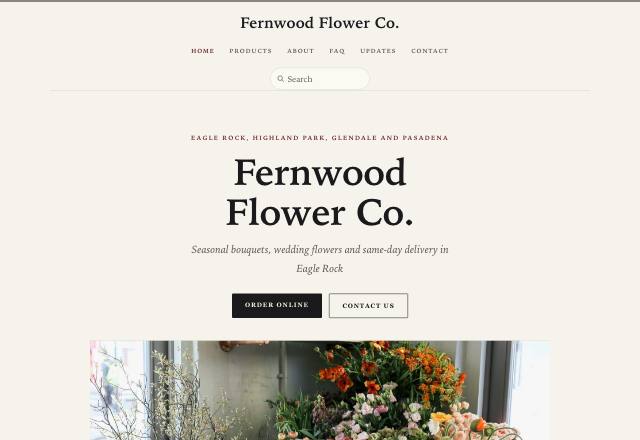 Fernwood Flower Co.
HOME PRODUCTS ABOUT FAQ UPDATES CONTACT
Search
EAGLE ROCK, HIGHLAND PARK, GLENDALE AND PASADENA
Fernwood
Flower Co.
Seasonal bouquets, wedding flowers and same-day delivery in
Eagle Rock
ORDER ONLINE CONTACT US